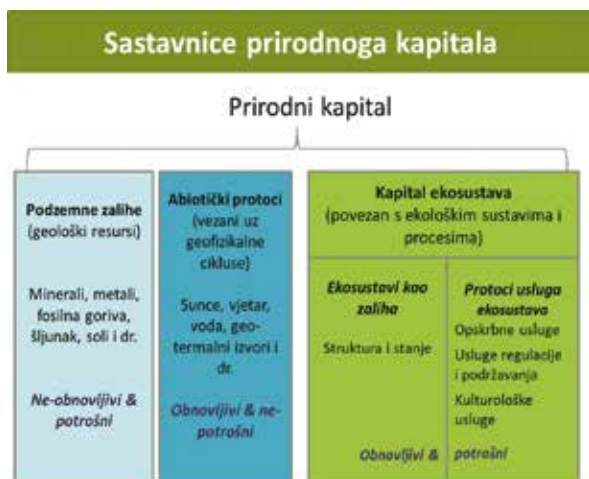 Sastavnice prirodnoga kapitala
Prirodni kapital
Podzemne zalihe
(geološki resursi)
Minerali, metali,
fosilna goriva,
šljunak, soli i dr.
Ne-obnovljivi &
potrošni
Abiotički protoci
(vezani uz
geofizikalne
cikluse)
Sunce, vjetar,
voda, geo-
termalni izvori i
dr.
Obnovljivi & ne-
potrošni
Kapital ekosustava
(povezan s ekološkim sustavima i
procesima)
Ekosustavi kao
zaliha
Struktura i stanje
Protoci usluga
ekosustava
Opskrbne usluge
Usluge regulacije
i podržavanja
Kulturološke
usluge
Obnovljivi & potrošni